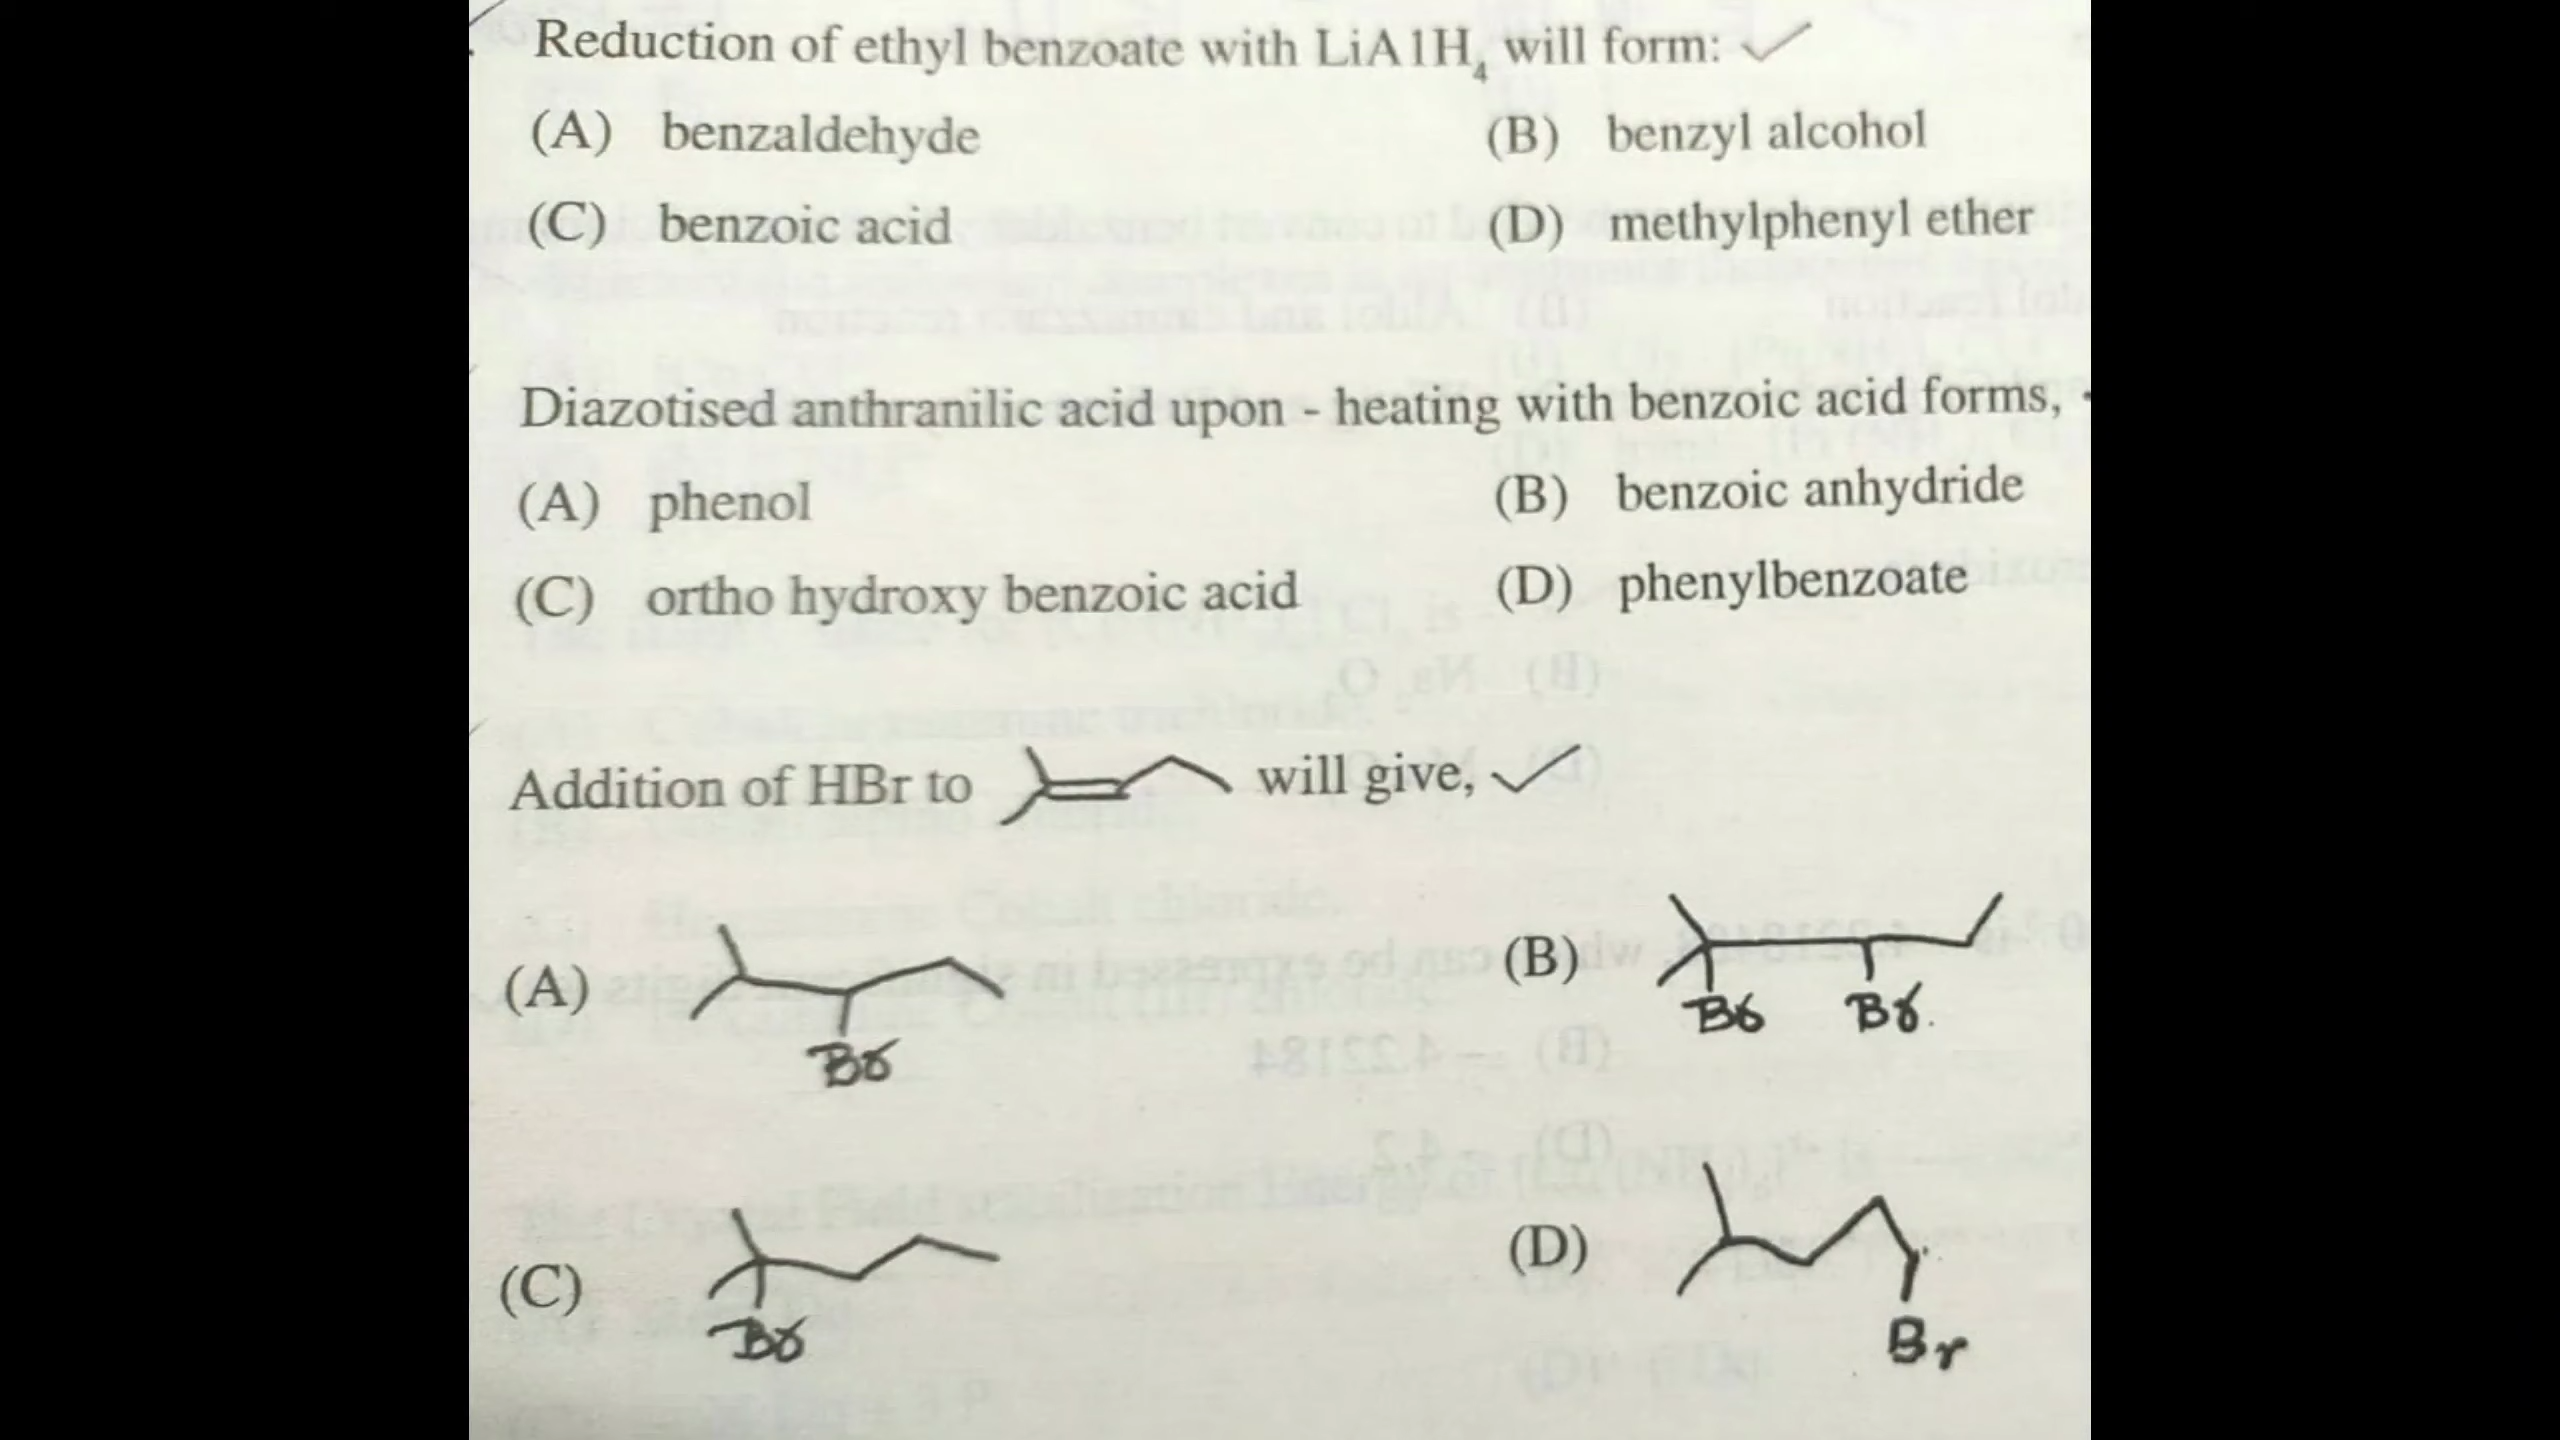 Reduction of ethyl benzoate with LiA1H₄ will form:
(A) benzaldehyde (B) benzyl alcohol
(C) benzoic acid (D) methylphenyl ether
Diazotised anthranilic acid upon - heating with benzoic acid forms,
(A) phenol (B) benzoic anhydride
(C) ortho hydroxy benzoic acid (D) phenylbenzoate
Addition of HBr to will give,
(A) Br (B) Br Br
(C) Br (D) Br